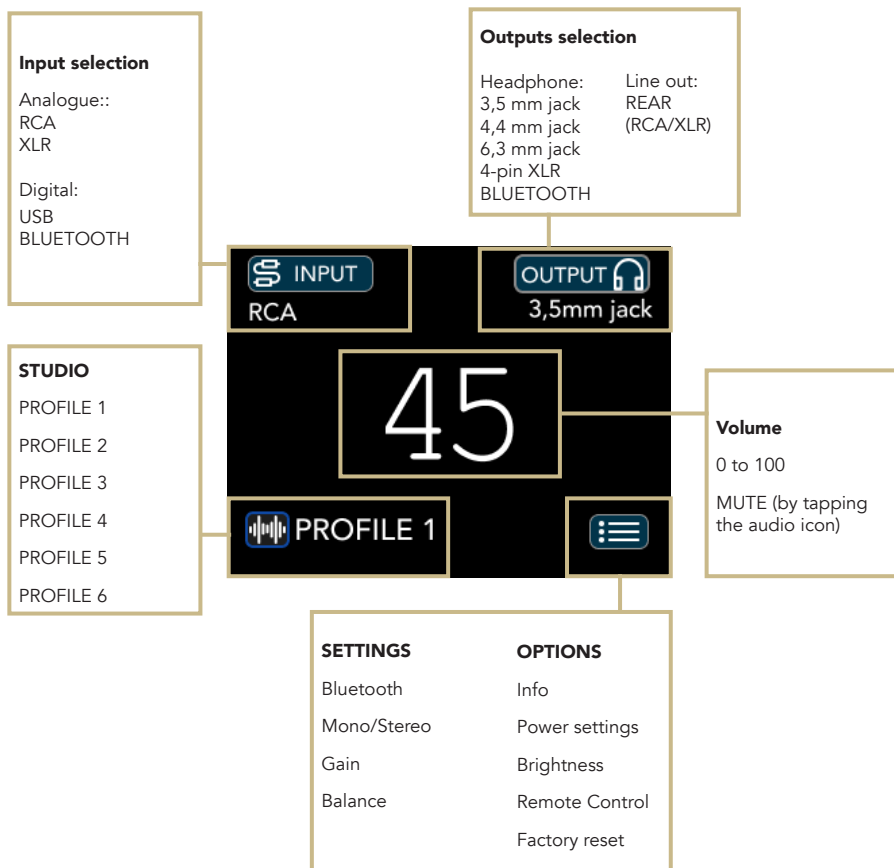 Input selection
Analogue::
RCA
XLR
Digital:
USB
BLUETOOTH
Outputs selection
Headphone:
3,5 mm jack
4,4 mm jack
6,3 mm jack
4-pin XLR
BLUETOOTH
Line out:
REAR
(RCA/XLR)
INPUT
RCA
OUTPUT
3,5mm jack
45
STUDIO
PROFILE 1
PROFILE 2
PROFILE 3
PROFILE 4
PROFILE 5
PROFILE 6
PROFILE 1
Volume
0 to 100
MUTE (by tapping
the audio icon)
SETTINGS
Bluetooth
Mono/Stereo
Gain
Balance
OPTIONS
Info
Power settings
Brightness
Remote Control
Factory reset